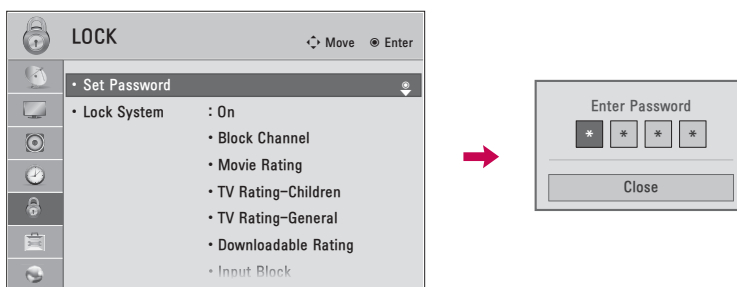 LOCK
Move Enter
• Set Password
• Lock System : On
• Block Channel
• Movie Rating
• TV Rating-Children
• TV Rating-General
• Downloadable Rating
• Input Block
Enter Password
* * * *
Close